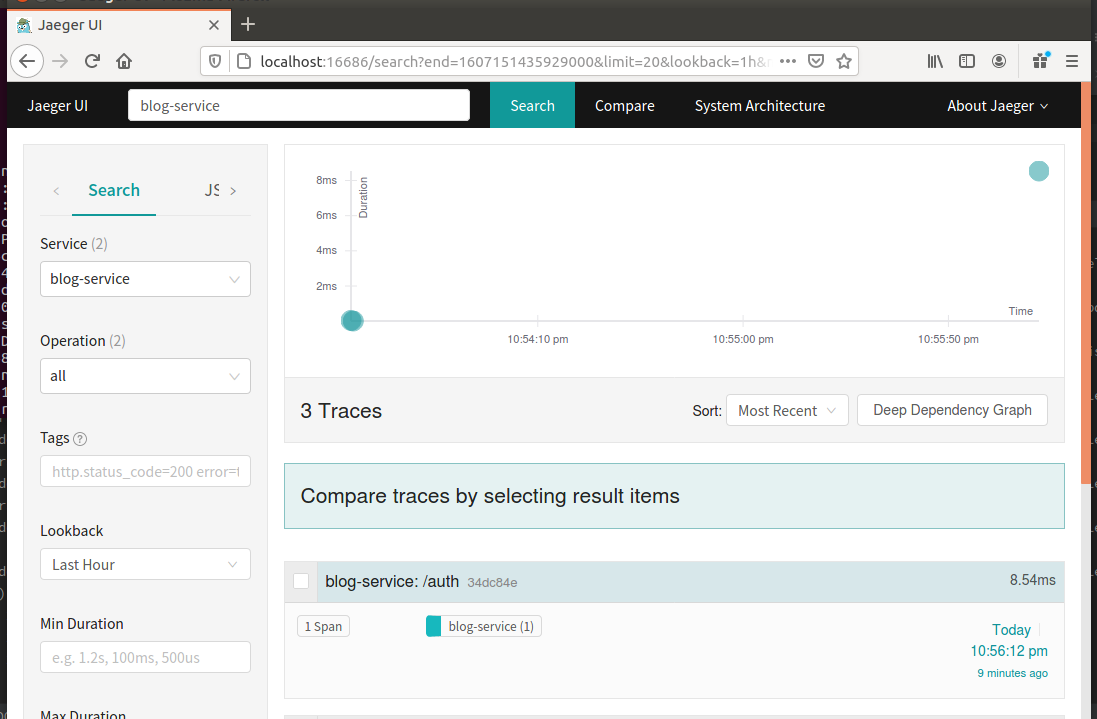 Jaeger UI
localhost:16686/search?end=1607151435929000&limit=20&lookback=1h&
Jaeger UI
blog-service
Search
Compare
System Architecture
About Jaeger
Search
JS
Service (2)
blog-service
Operation (2)
all
Tags ?
http.status_code=200 error=t
Lookback
Last Hour
Min Duration
e.g. 1.2s, 100ms, 500us
Max Duration
8ms
6ms
4ms
2ms
Duration
Time
10:54:10 pm
10:55:00 pm
10:55:50 pm
3 Traces
Sort:
Most Recent
Deep Dependency Graph
Compare traces by selecting result items
blog-service: /auth 34dc84e
8.54ms
1 Span
blog-service (1)
Today
10:56:12 pm
9 minutes ago